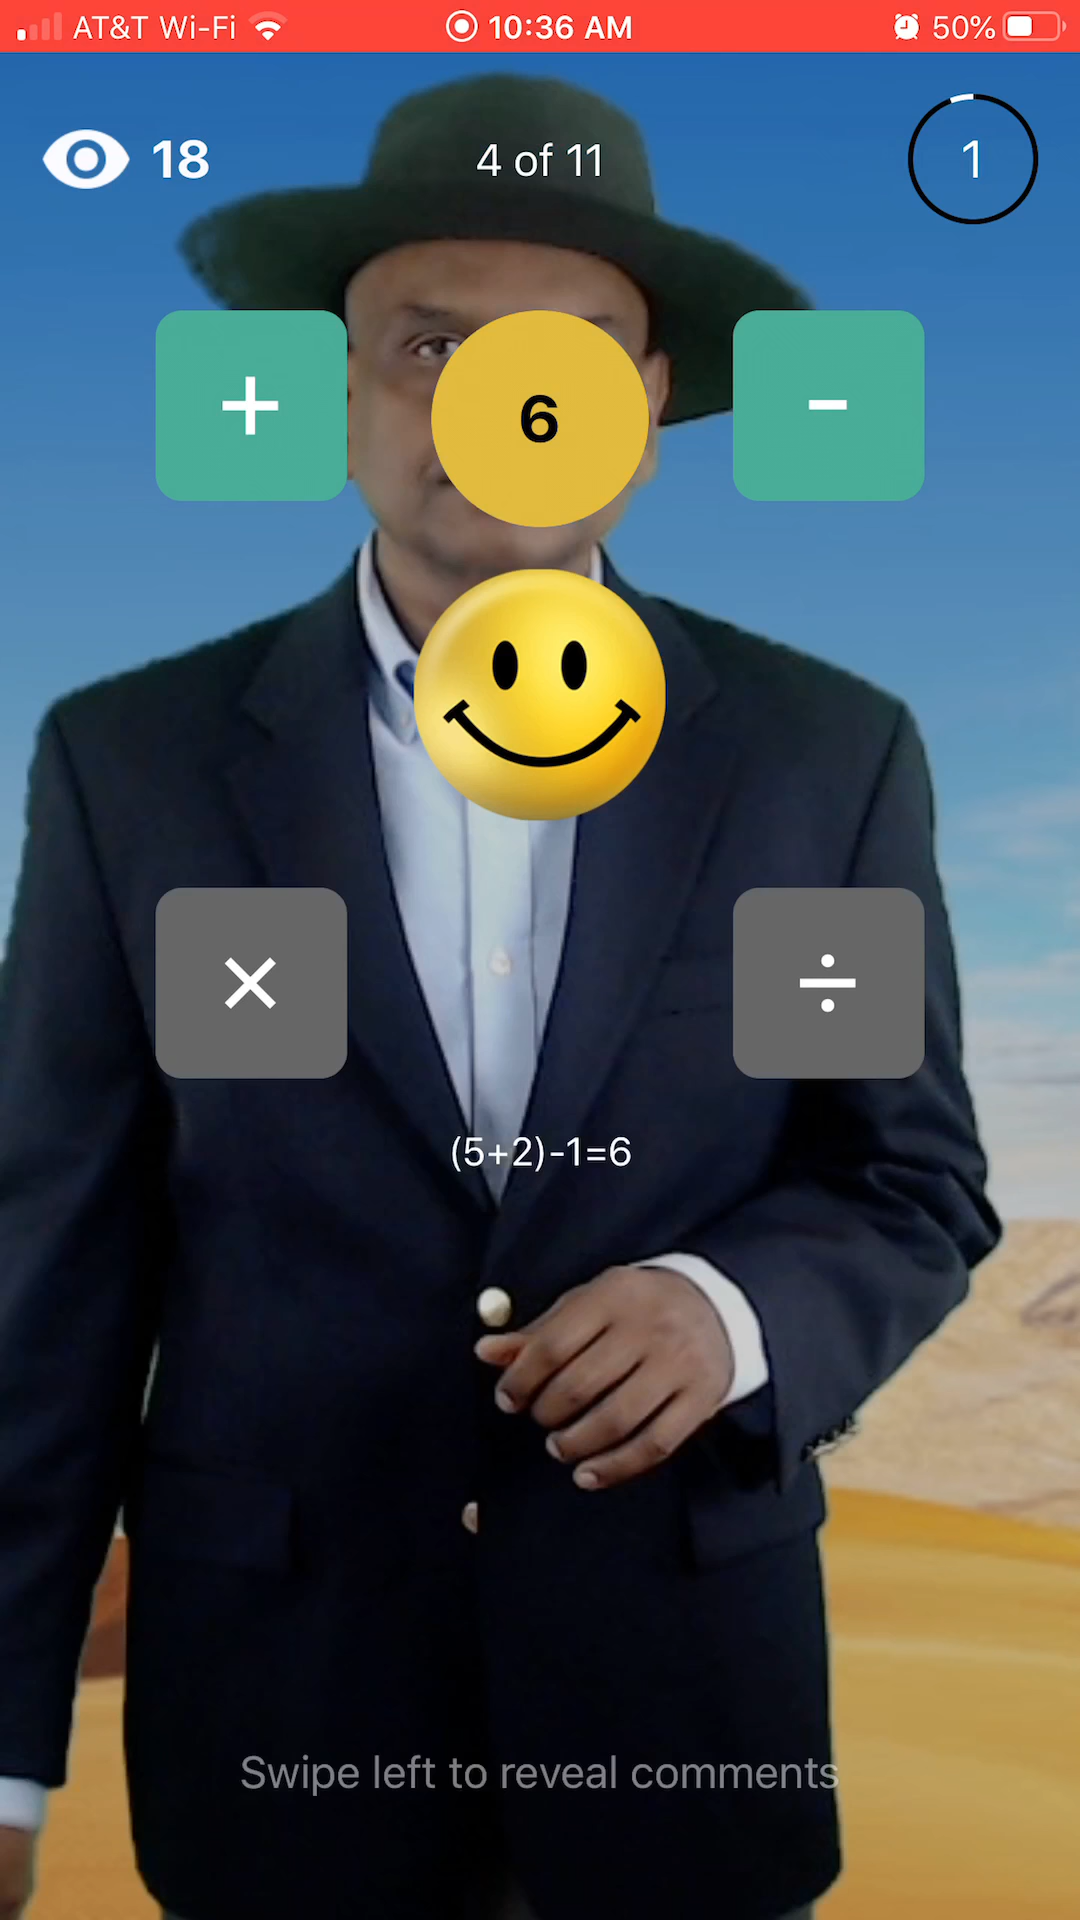 AT&T Wi-Fi 10:36 AM 50%
18 4 of 11 1
+ 6 -
× ÷
(5+2)-1=6
Swipe left to reveal comments